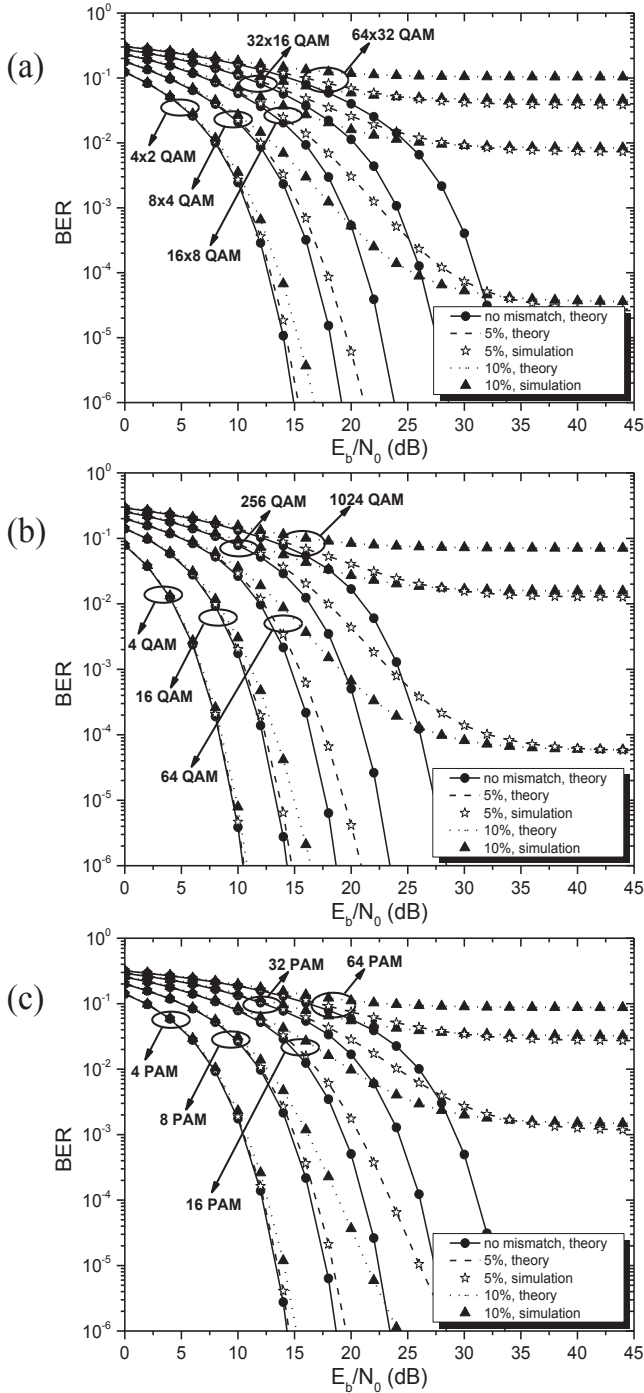 (a)
10^0
10^-1
10^-2
10^-3
10^-4
10^-5
10^-6
BER
32x16 QAM
64x32 QAM
4x2 QAM
8x4 QAM
16x8 QAM
no mismatch, theory
5%, theory
5%, simulation
10%, theory
10%, simulation
0 5 10 15 20 25 30 35 40 45
E_b/N_0 (dB)
(b)
10^0
10^-1
10^-2
10^-3
10^-4
10^-5
10^-6
BER
256 QAM
1024 QAM
4 QAM
16 QAM
64 QAM
no mismatch, theory
5%, theory
5%, simulation
10%, theory
10%, simulation
0 5 10 15 20 25 30 35 40 45
E_b/N_0 (dB)
(c)
10^0
10^-1
10^-2
10^-3
10^-4
10^-5
10^-6
BER
32 PAM
64 PAM
4 PAM
8 PAM
16 PAM
no mismatch, theory
5%, theory
5%, simulation
10%, theory
10%, simulation
0 5 10 15 20 25 30 35 40 45
E_b/N_0 (dB)